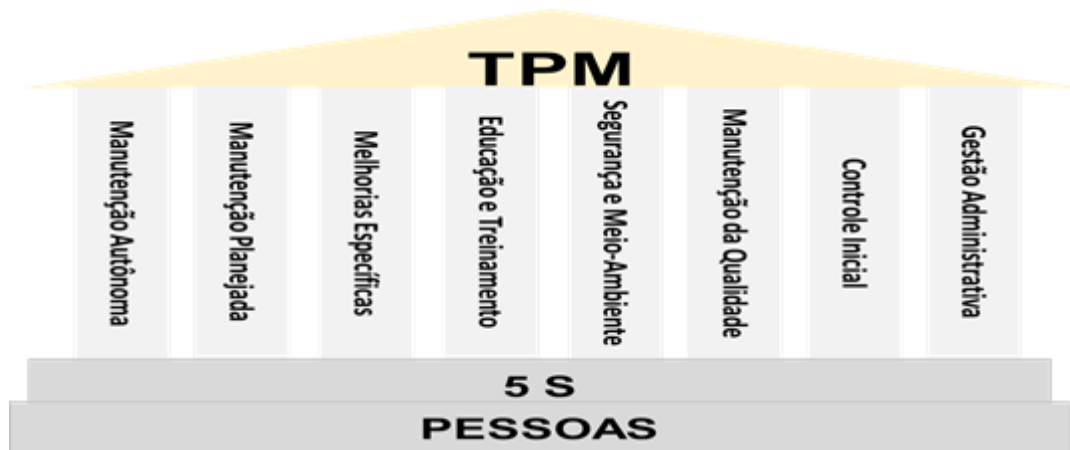 TPM
Manutenção Autônoma
Manutenção Planejada
Melhorias Específicas
Educação e Treinamento
Segurança e Meio-Ambiente
Manutenção da Qualidade
Controle Inicial
Gestão Administrativa
5 S
PESSOAS